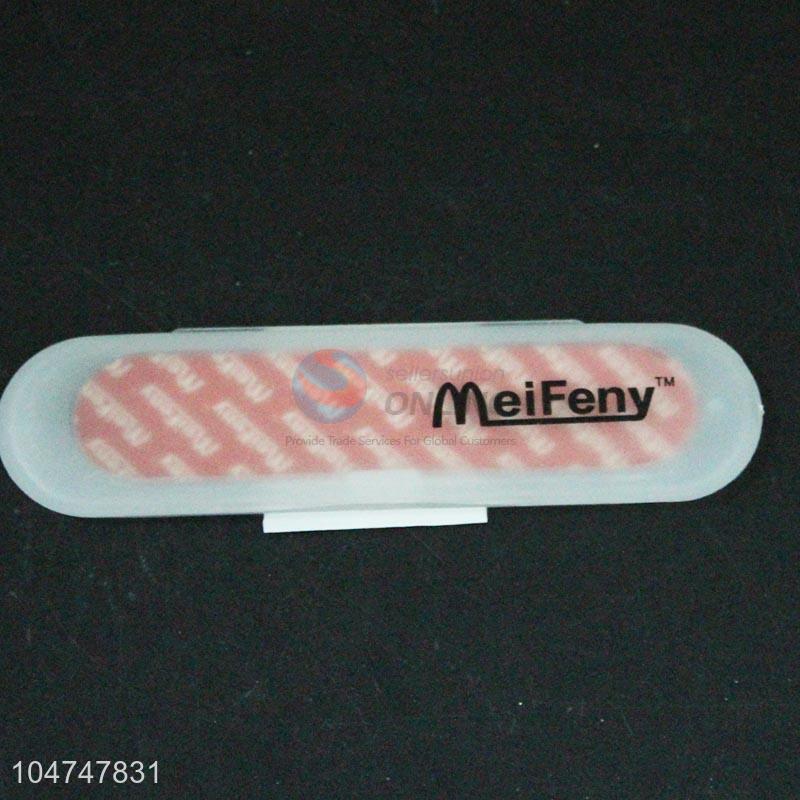 MeiFeny™
sellersunion
ONLINE
Provide Trade Services For Global Customers
104747831